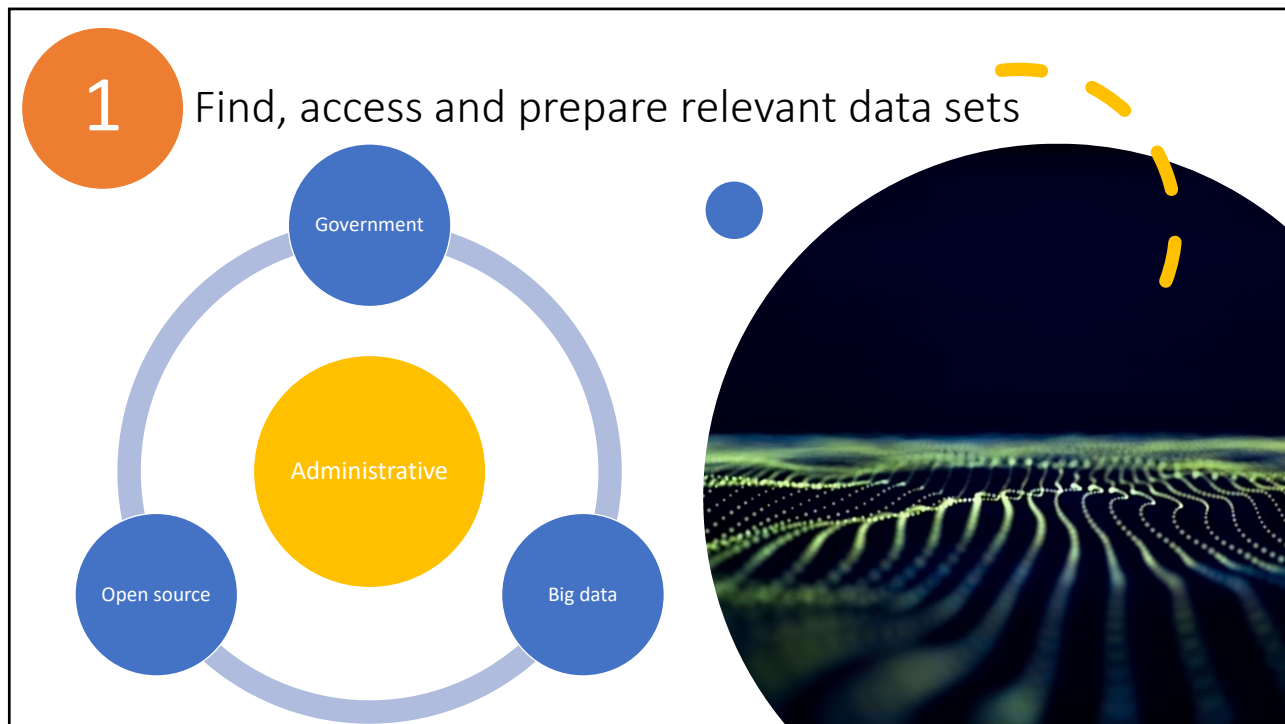 1
Find, access and prepare relevant data sets
Government
Administrative
Open source
Big data